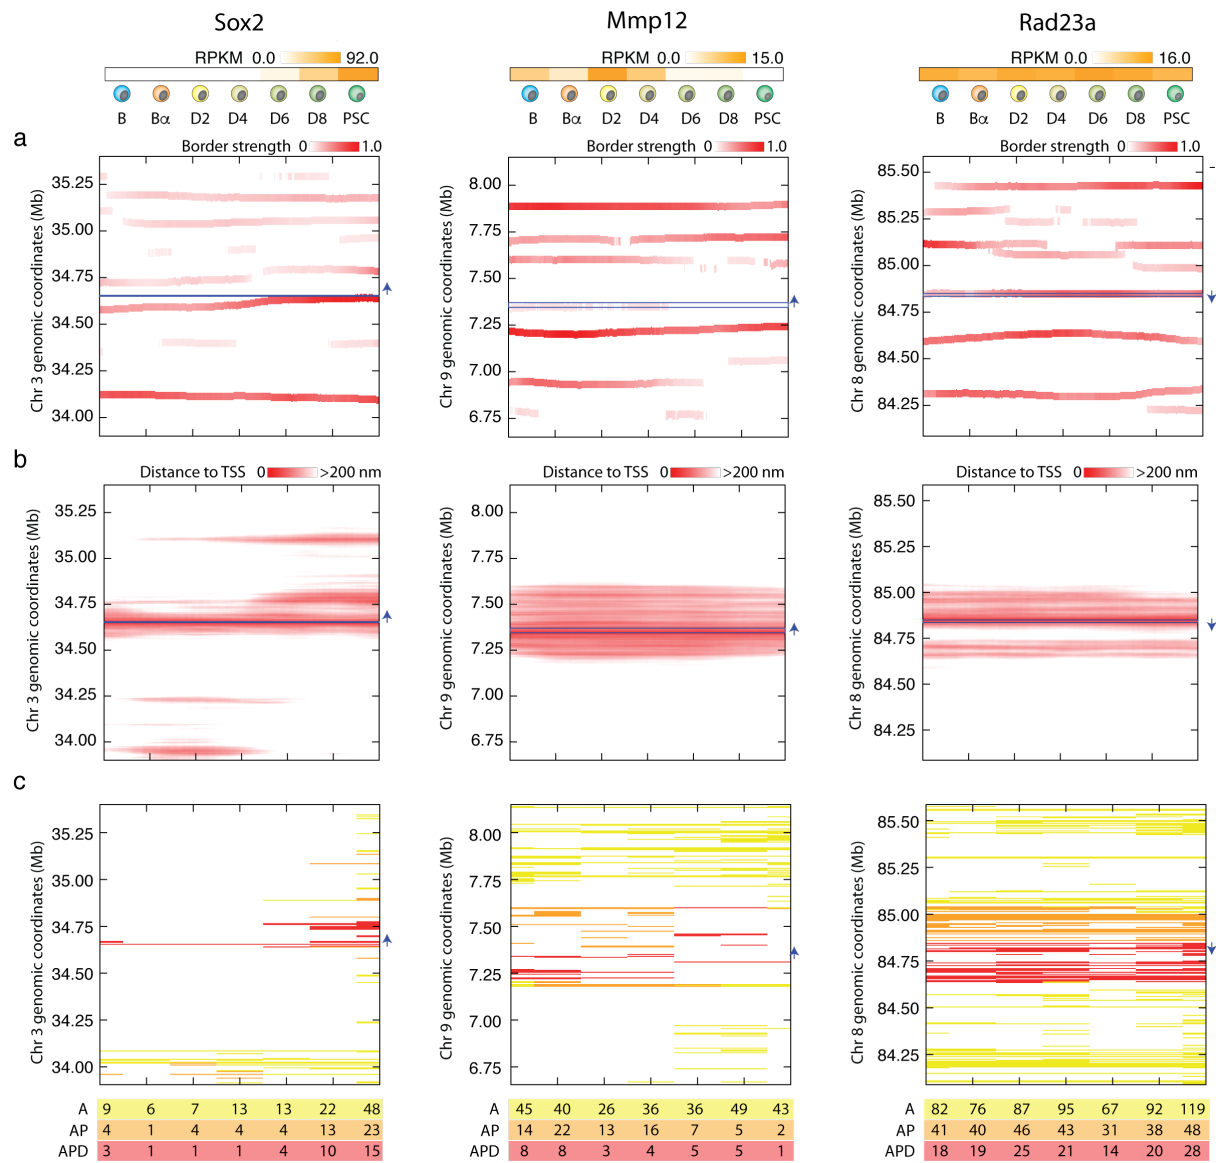 Sox2 Mmp12 Rad23a
RPKM 0.0 92.0 RPKM 0.0 15.0 RPKM 0.0 16.0
B Bα D2 D4 D6 D8 PSC B Bα D2 D4 D6 D8 PSC B Bα D2 D4 D6 D8 PSC
a
Border strength 0 1.0 Border strength 0 1.0 Border strength 0 1.0
Chr 3 genomic coordinates (Mb)
35.25
35.00
34.75
34.50
34.25
34.00
Chr 9 genomic coordinates (Mb)
8.00
7.75
7.50
7.25
7.00
6.75
Chr 8 genomic coordinates (Mb)
85.50
85.25
85.00
84.75
84.50
84.25
b
Distance to TSS 0 >200 nm Distance to TSS 0 >200 nm Distance to TSS 0 >200 nm
Chr 3 genomic coordinates (Mb)
35.25
35.00
34.75
34.50
34.25
34.00
Chr 9 genomic coordinates (Mb)
8.00
7.75
7.50
7.25
7.00
6.75
Chr 8 genomic coordinates (Mb)
85.50
85.25
85.00
84.75
84.50
84.25
c
Chr 3 genomic coordinates (Mb)
35.25
35.00
34.75
34.50
34.25
34.00
Chr 9 genomic coordinates (Mb)
8.00
7.75
7.50
7.25
7.00
6.75
Chr 8 genomic coordinates (Mb)
85.50
85.25
85.00
84.75
84.50
84.25
A 9 6 7 13 13 22 48 A 45 40 26 36 36 49 43 A 82 76 87 95 67 92 119
AP 4 1 4 4 4 13 23 AP 14 22 13 16 7 5 2 AP 41 40 46 43 31 38 48
APD 3 1 1 1 4 10 15 APD 8 8 3 4 5 5 1 APD 18 19 25 21 14 20 28